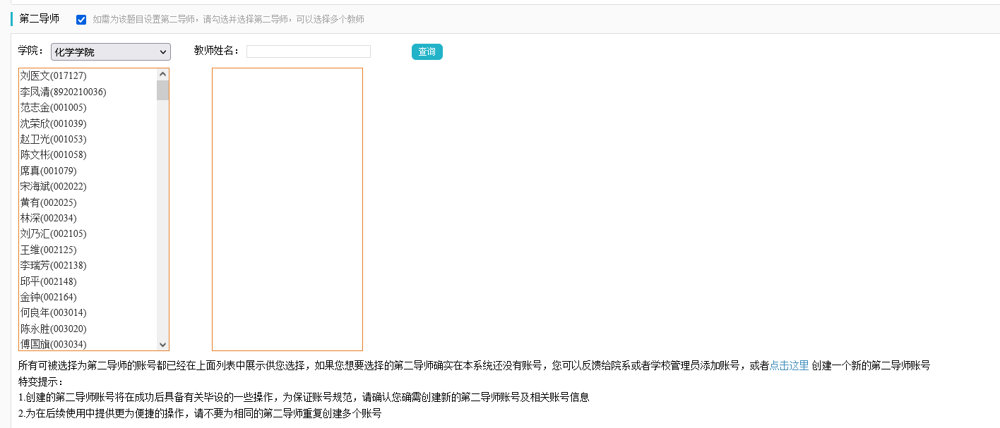 第二导师 如需为该题目设置第二导师，请勾选并选择第二导师，可以选择多个教师
学院： 化学学院 教师姓名： 查询
刘医文(017127)
李凤清(8920210036)
范志金(001005)
沈荣欣(001039)
赵卫光(001053)
陈文彬(001058)
席真(001079)
宋海斌(002022)
黄有(002025)
林深(002034)
刘乃汇(002105)
王维(002125)
李瑞芳(002138)
邱平(002148)
金钟(002164)
何良年(003014)
陈永胜(003020)
傅国旗(003034)
所有可被选择为第二导师的账号都已经在上面列表中展示供您选择，如果您想要选择的第二导师确实在本系统还没有账号，您可以反馈给院系或者学校管理员添加账号，或者点击这里 创建一个新的第二导师账号
特变提示：
1.创建的第二导师账号将在成功后具备有关毕设的一些操作，为保证账号规范，请确认您确需创建新的第二导师账号及相关账号信息
2.为在后续使用中提供更为便捷的操作，请不要为相同的第二导师重复创建多个账号